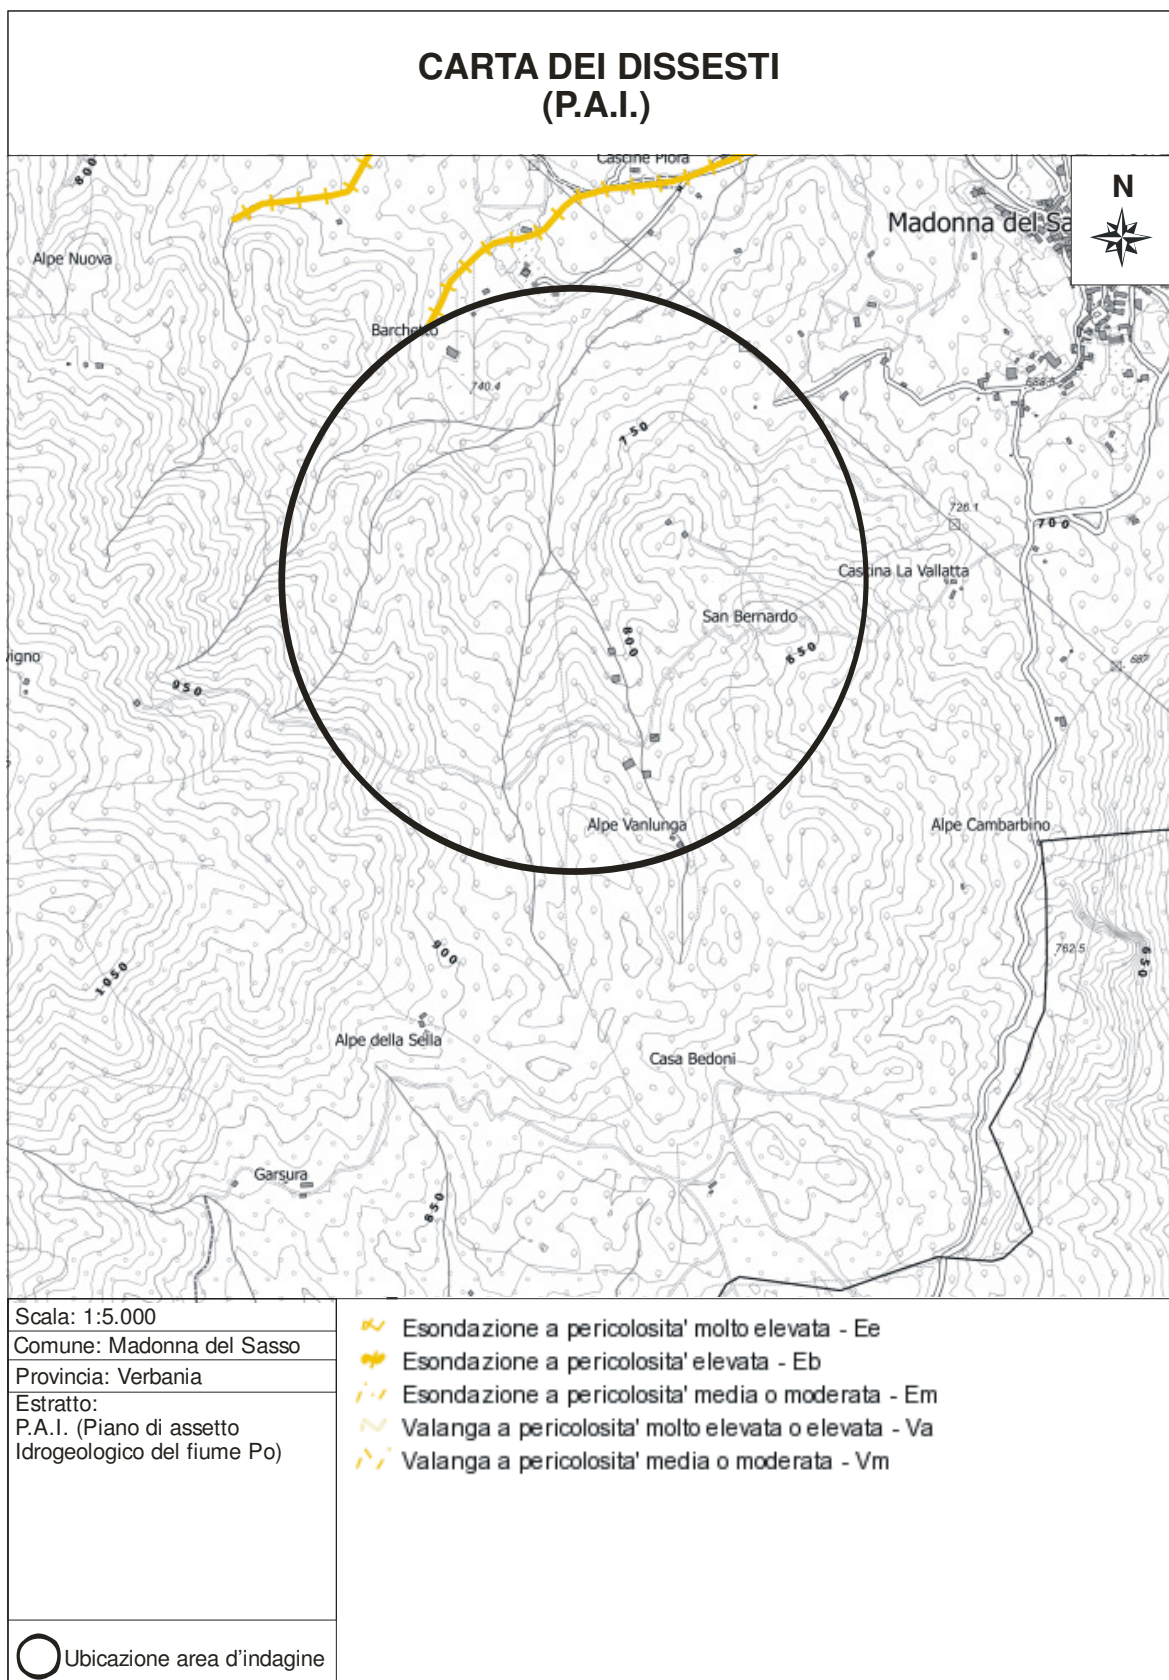 CARTA DEI DISSESTI
(P.A.I.)
800
Cascine Piora
N
Madonna del Sa
Alpe Nuova
Barchetto
740.4
688.5
750
726.1
700
Cascina La Vallatta
San Bernardo
800
850
vigno
687
950
Alpe Vanlunga
Alpe Cambarbino
900
762.5
650
1050
Alpe della Sella
Casa Bedoni
Garsura
850
Scala: 1:5.000
Comune: Madonna del Sasso
Provincia: Verbania
Estratto:
P.A.I. (Piano di assetto
Idrogeologico del fiume Po)
Ubicazione area d'indagine
Esondazione a pericolosita' molto elevata - Ee
Esondazione a pericolosita' elevata - Eb
Esondazione a pericolosita' media o moderata - Em
Valanga a pericolosita' molto elevata o elevata - Va
Valanga a pericolosita' media o moderata - Vm